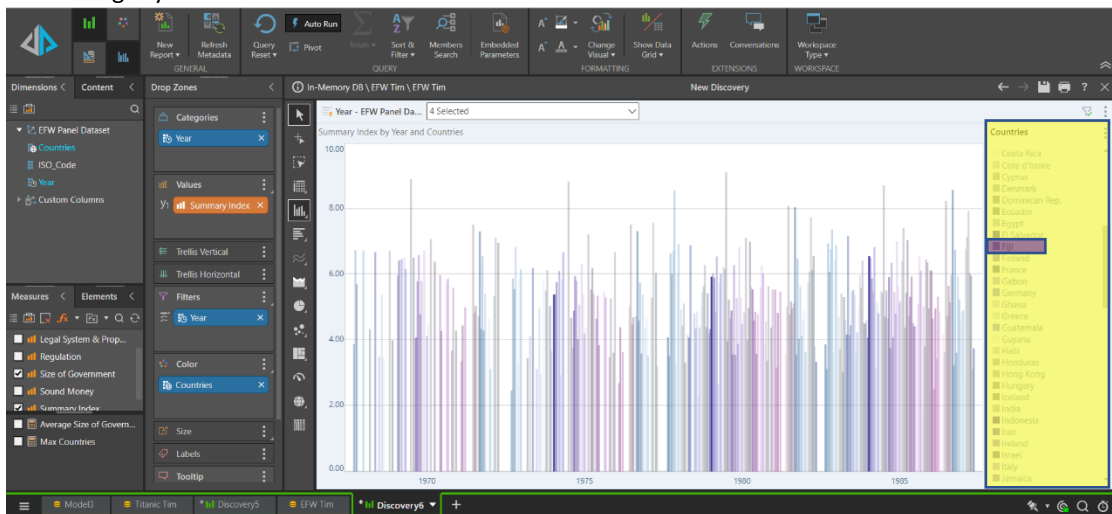 Auto Run
New
Report
Refresh
Metadata
Query
Reset
Pivot
Totals
Sort &
Filter
Members
Search
Embedded
Parameters
Change
Visual
Show Data
Grid
Actions
Conversations
Workspace
Type
GENERAL
QUERY
FORMATTING
EXTENSIONS
WORKSPACE
Dimensions
Content
Drop Zones
In-Memory DB \ EFW Tim \ EFW Tim
New Discovery
EFW Panel Dataset
Countries
ISO_Code
Year
Custom Columns
Categories
Year
Values
Y1 Summary Index
Trellis Vertical
Trellis Horizontal
Filters
Year
Color
Countries
Size
Labels
Tooltip
Measures
Elements
Legal System & Prop...
Regulation
Size of Government
Sound Money
Summary Index
Average Size of Govern...
Max Countries
Year - EFW Panel Da...
4 Selected
Summary Index by Year and Countries
10.00
8.00
6.00
4.00
2.00
0.00
1970
1975
1980
1985
Countries
Costa Rica
Cote d'Ivoire
Cyprus
Denmark
Dominican Rep.
Ecuador
Egypt
El Salvador
Fiji
Finland
France
Gabon
Germany
Ghana
Greece
Guatemala
Guyana
Haiti
Honduras
Hong Kong
Hungary
Iceland
India
Indonesia
Iran
Ireland
Israel
Italy
Jamaica
Model3
Titanic Tim
*Discovery5
EFW Tim
*Discovery6